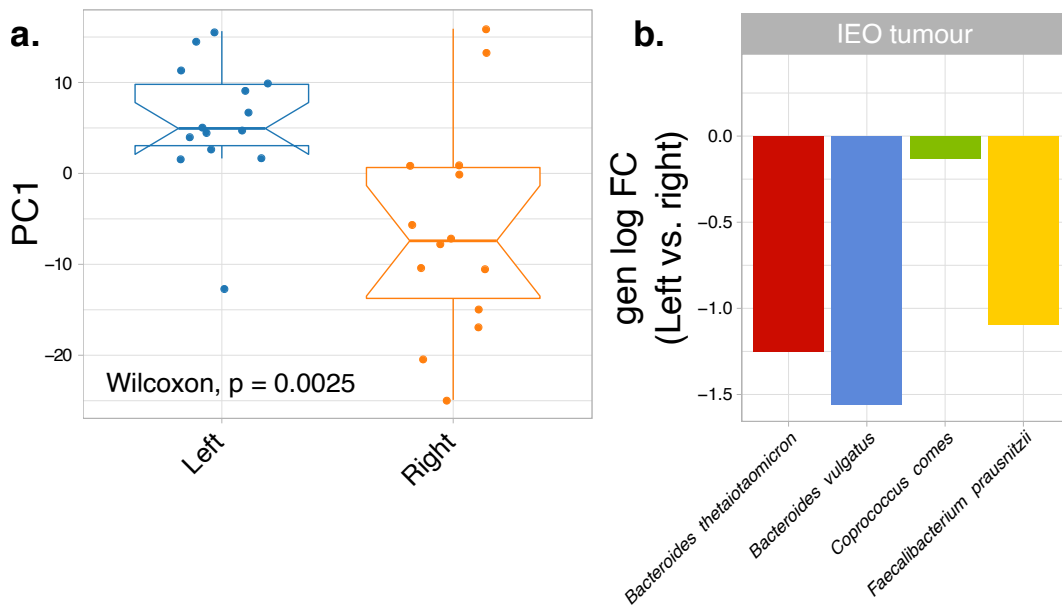 a.
PC1
10
0
−10
−20
Wilcoxon, p = 0.0025
Left
Right
b.
IEO tumour
gen log FC
(Left vs. right)
0.0
−0.5
−1.0
−1.5
Bacteroides thetaiotaomicron
Bacteroides vulgatus
Coprococcus comes
Faecalibacterium prausnitzii